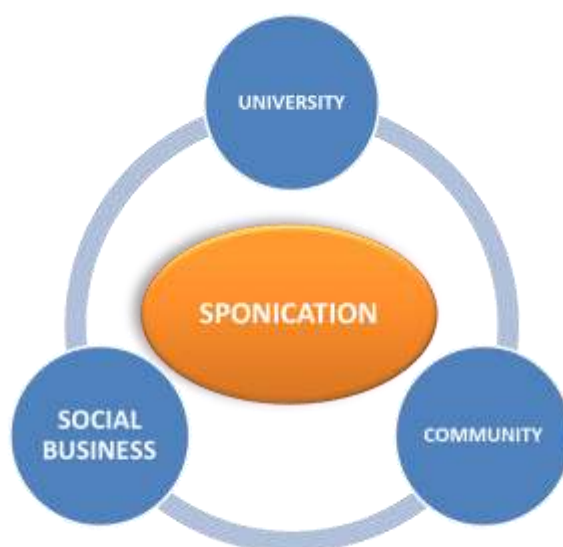 UNIVERSITY
SPONICATION
SOCIAL
BUSINESS
COMMUNITY